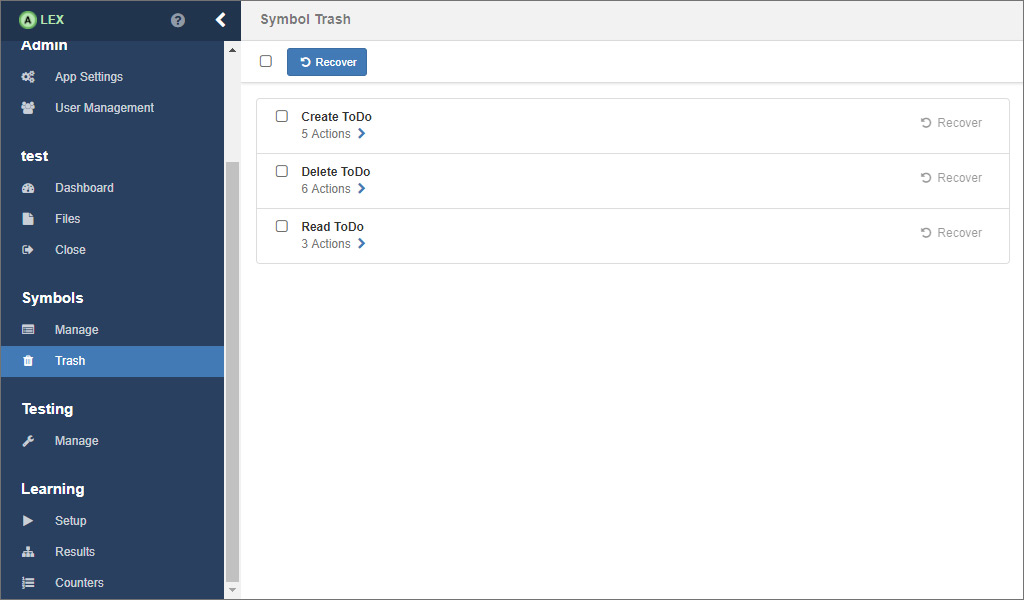 A LEX
?
Admin
App Settings
User Management
test
Dashboard
Files
Close
Symbols
Manage
Trash
Testing
Manage
Learning
Setup
Results
Counters
Symbol Trash
Recover
Create ToDo
5 Actions
Recover
Delete ToDo
6 Actions
Recover
Read ToDo
3 Actions
Recover